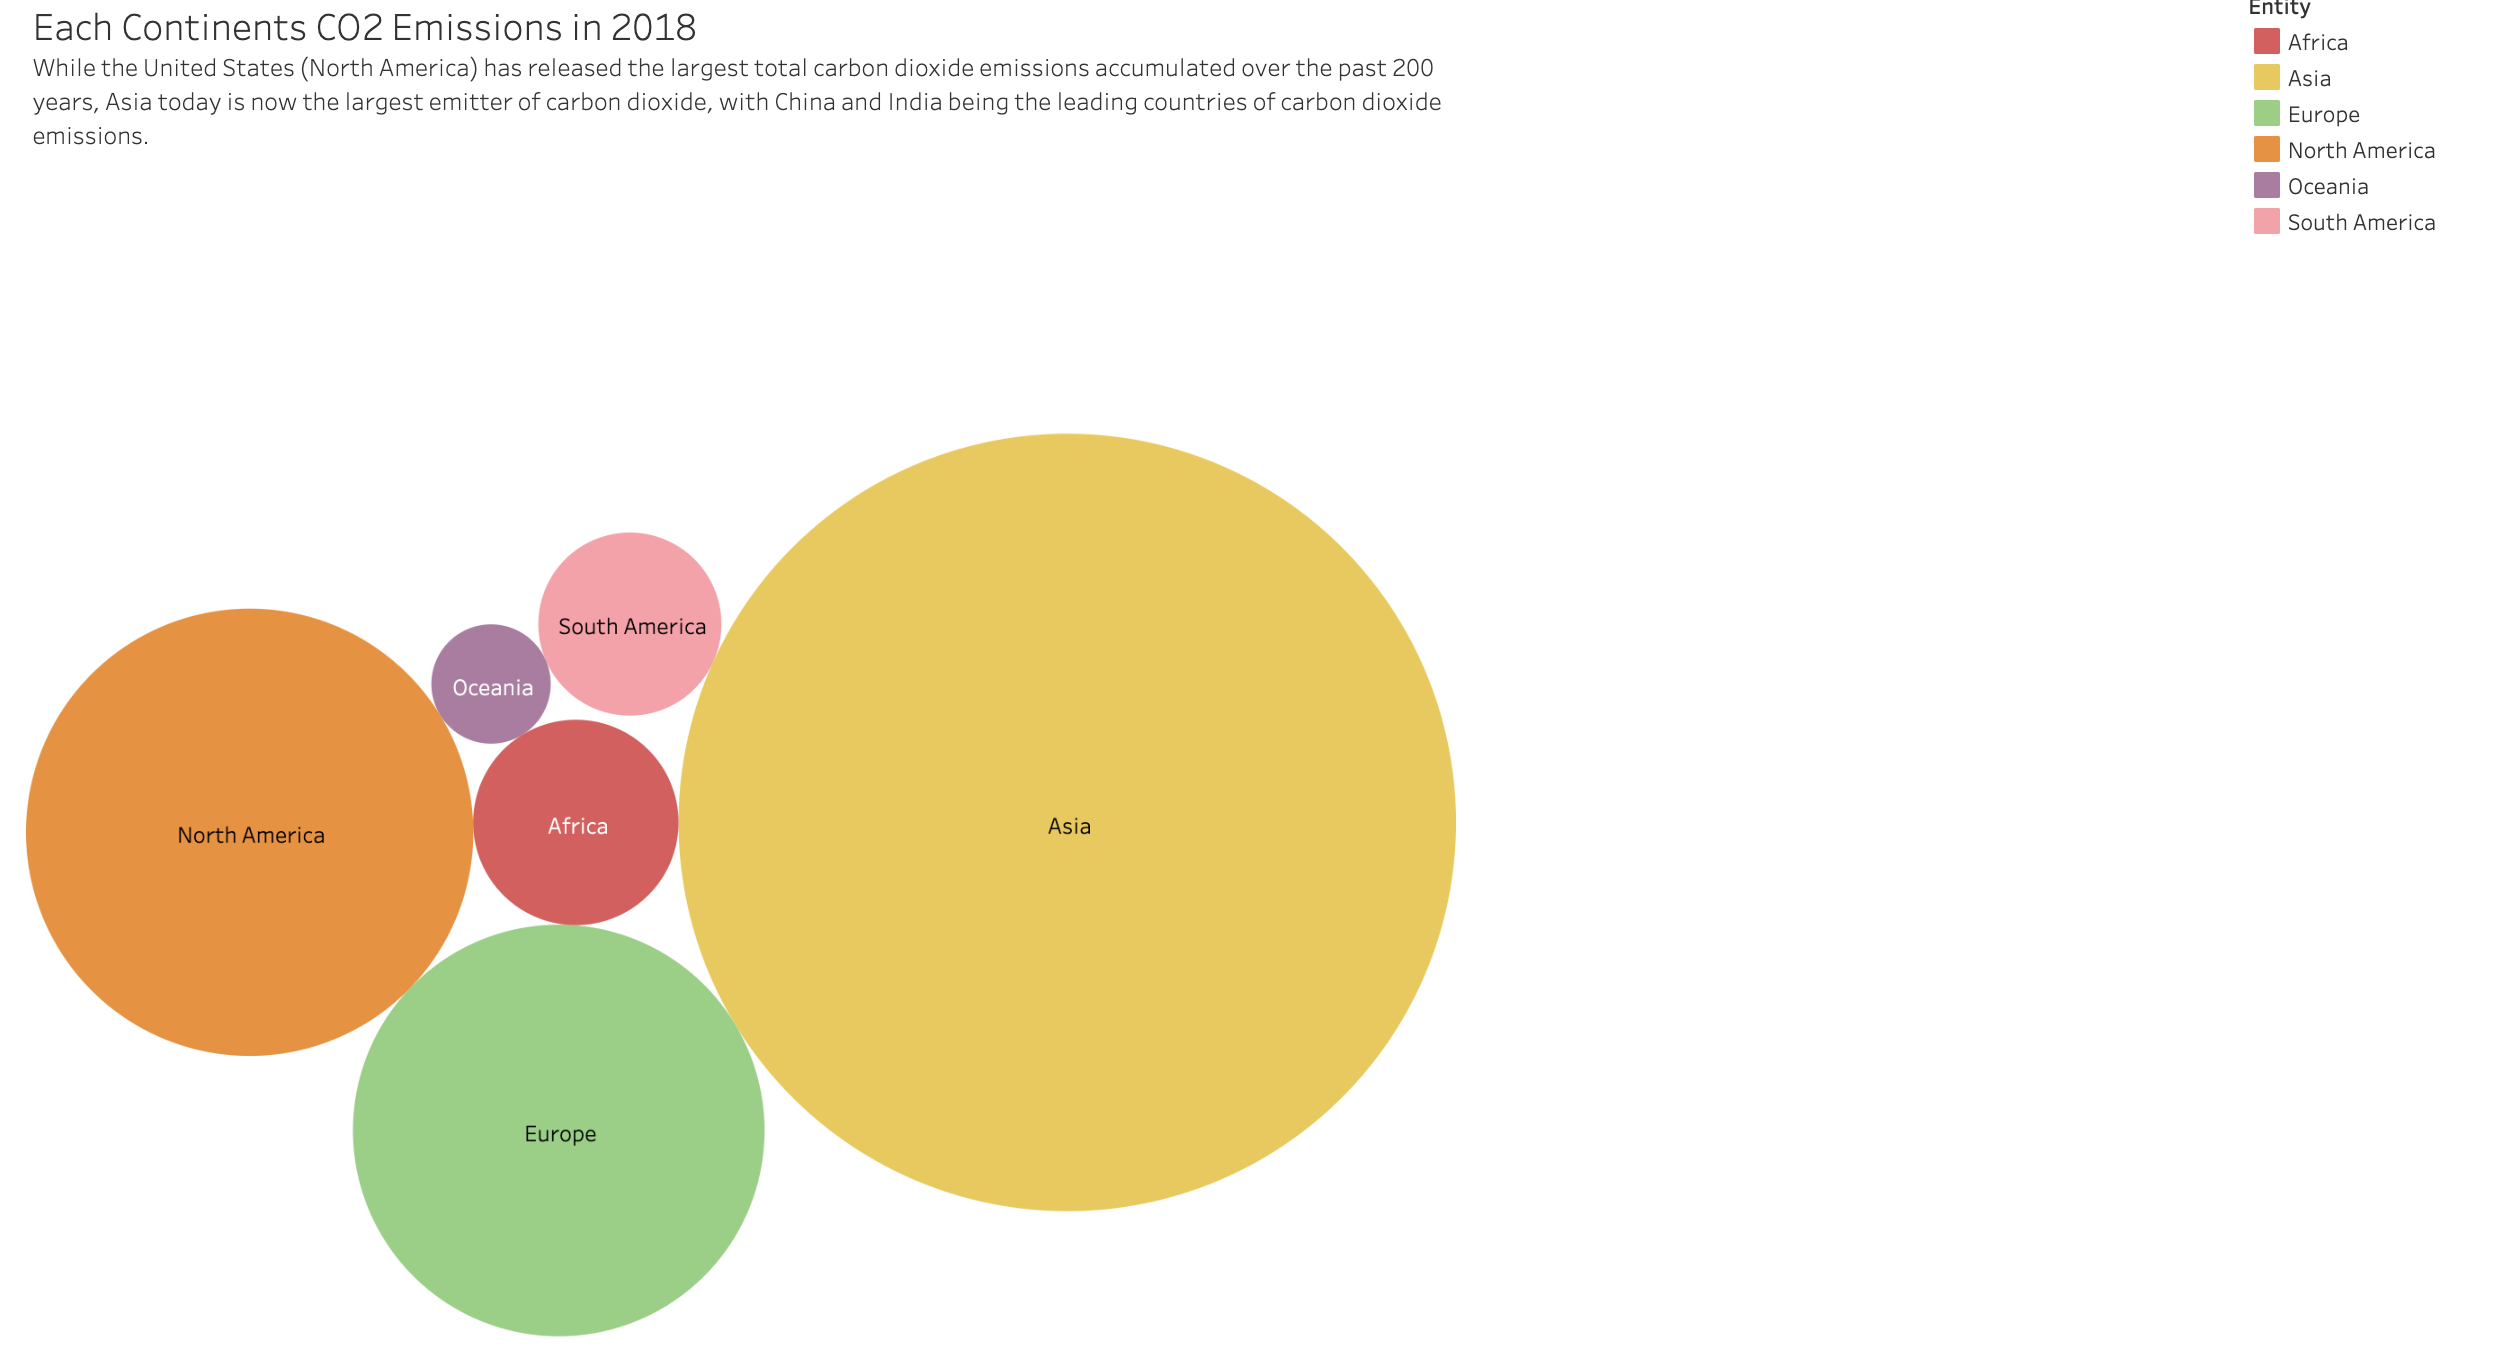 Each Continents CO2 Emissions in 2018
While the United States (North America) has released the largest total carbon dioxide emissions accumulated over the past 200
years, Asia today is now the largest emitter of carbon dioxide, with China and India being the leading countries of carbon dioxide
emissions.
Entity
Africa
Asia
Europe
North America
Oceania
South America
South America
Oceania
North America
Africa
Asia
Europe